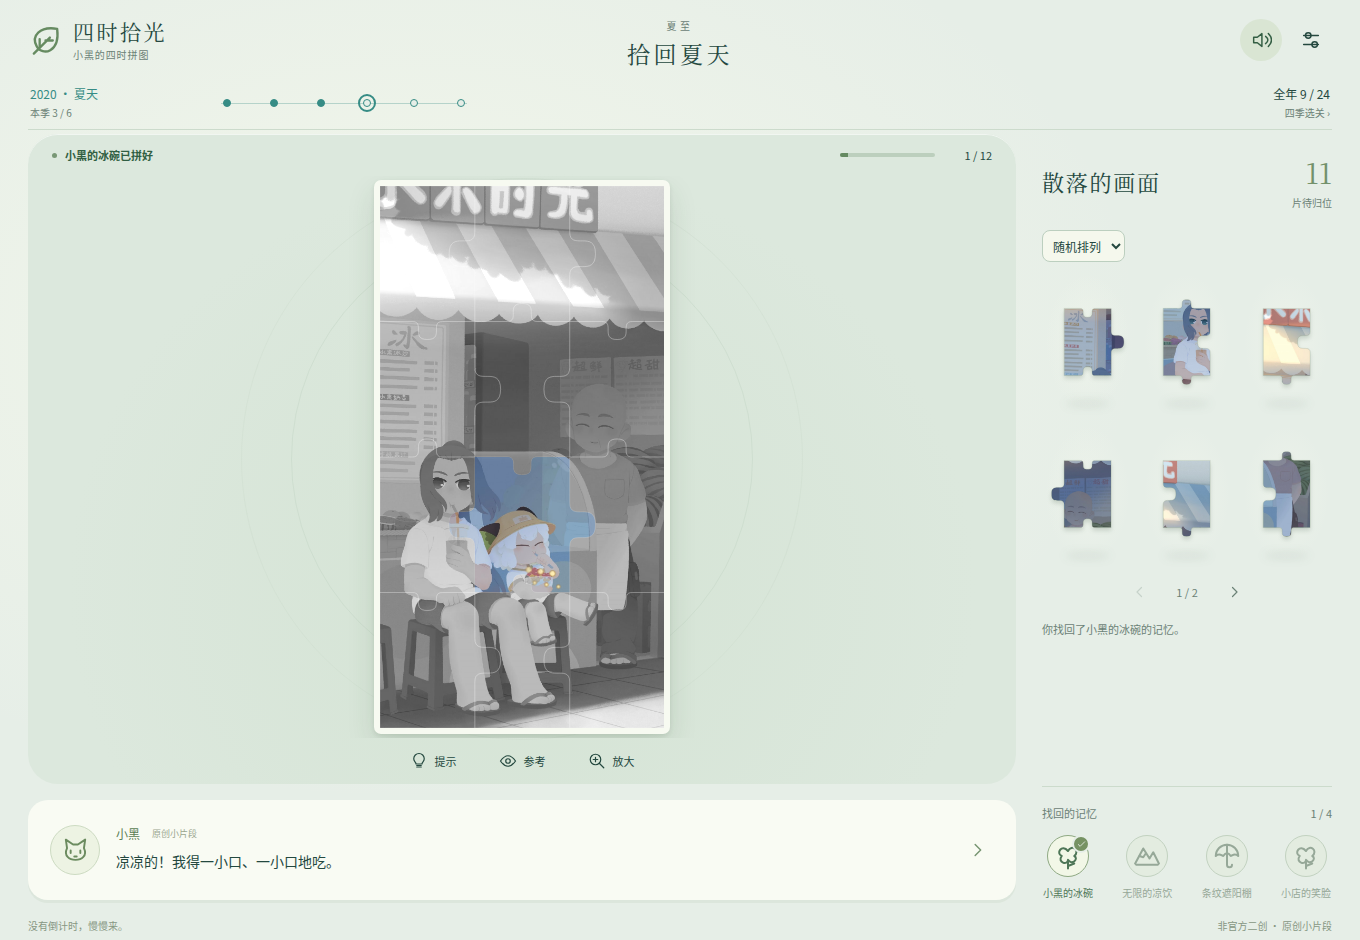 四时拾光
小黑的四时拼图
夏至
拾回夏天
2020 · 夏天
本季 3 / 6
全年 9 / 24
四季选关 ›
小黑的冰碗已拼好
1 / 12
散落的画面
11
片待归位
随机排列
冰
超鲜 超甜
1 / 2
你找回了小黑的冰碗的记忆。
提示
参考
放大
小黑 原创小片段
凉凉的！我得一小口、一小口地吃。
找回的记忆
1 / 4
小黑的冰碗
无限的凉饮
条纹遮阳棚
小店的笑脸
没有倒计时，慢慢来。
非官方二创 · 原创小片段